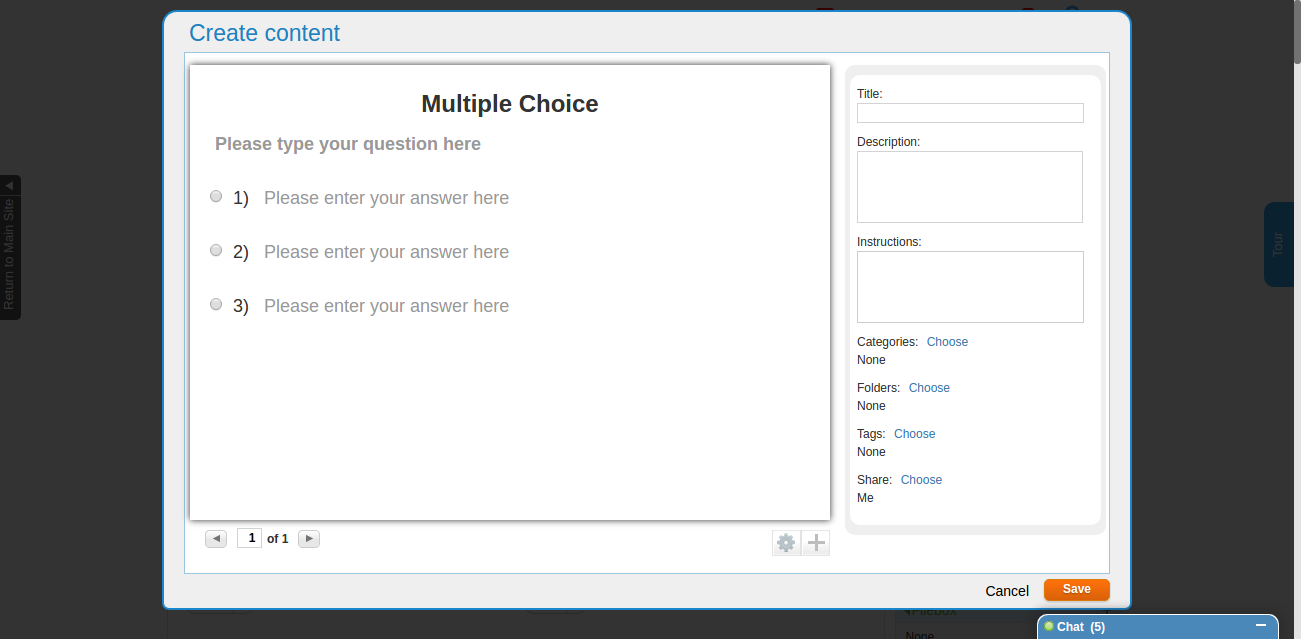 Create content
Multiple Choice
Please type your question here
1) Please enter your answer here
2) Please enter your answer here
3) Please enter your answer here
1 of 1
Title:
Description:
Instructions:
Categories: Choose
None
Folders: Choose
None
Tags: Choose
None
Share: Choose
Me
Cancel
Save
Return to Main Site
Tour
Filebox
None
Chat (5)